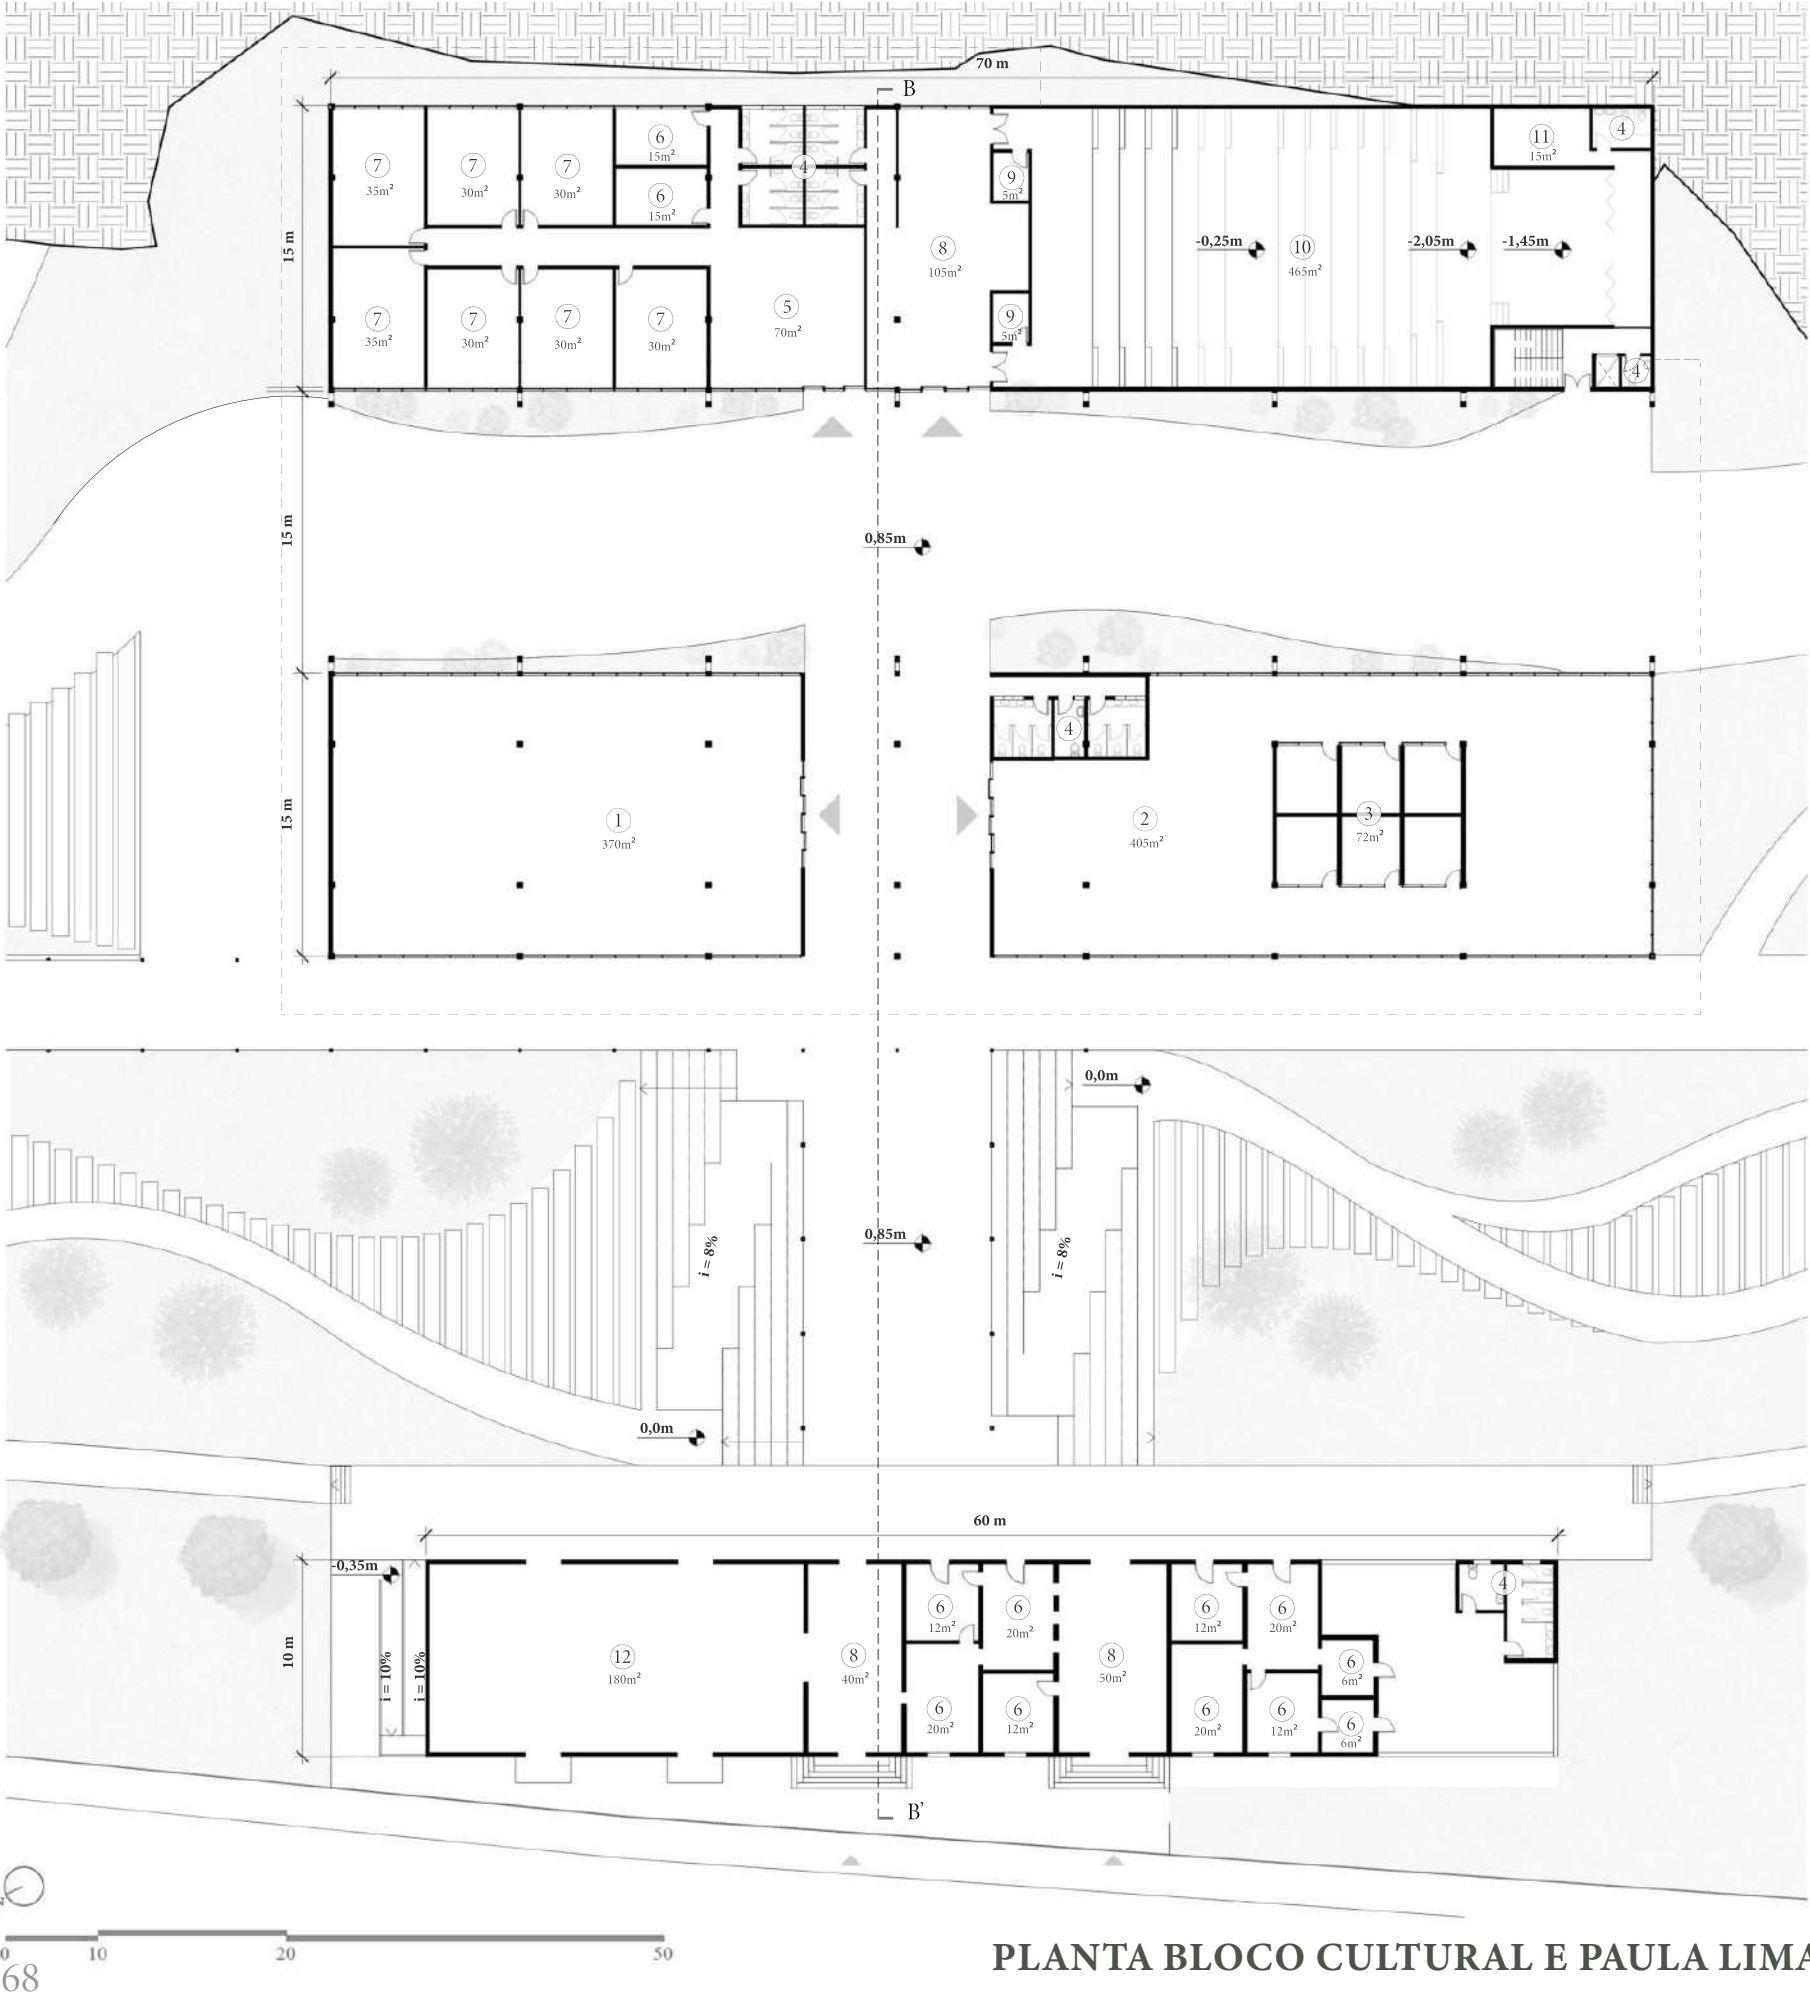 70 m
B
7
35m²
7
30m²
7
30m²
6
15m²
6
15m²
4
9
5m²
11
15m²
4
15 m
8
105m²
-0,25m
10
465m²
-2,05m
-1,45m
7
35m²
7
30m²
7
30m²
7
30m²
5
70m²
9
5m²
4
15 m
0,85m
4
15 m
1
370m²
2
405m²
3
72m²
0,0m
i = 8%
0,85m
i = 8%
0,0m
60 m
-0,35m
10 m
i = 10%
i = 10%
12
180m²
8
40m²
6
12m²
6
20m²
6
20m²
6
12m²
8
50m²
6
12m²
6
20m²
6
20m²
6
12m²
6
6m²
6
6m²
4
B'
0
10
20
50
68
PLANTA BLOCO CULTURAL E PAULA LIMA